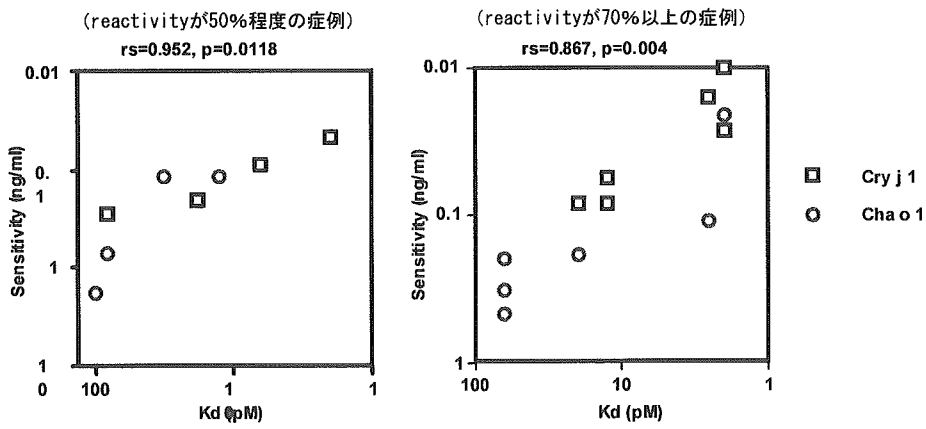 (reactivityが50%程度の症例)
rs=0.952, p=0.0118
0.01
0.
1
1
1
0
100
1
0
1
Sensitivity (ng/ml)
Kd (pM)
(reactivityが70%以上の症例)
rs=0.867, p=0.004
0.01
0.1
1
100
10
1
Sensitivity (ng/ml)
Kd (pM)
Cry j 1
Cha o 1